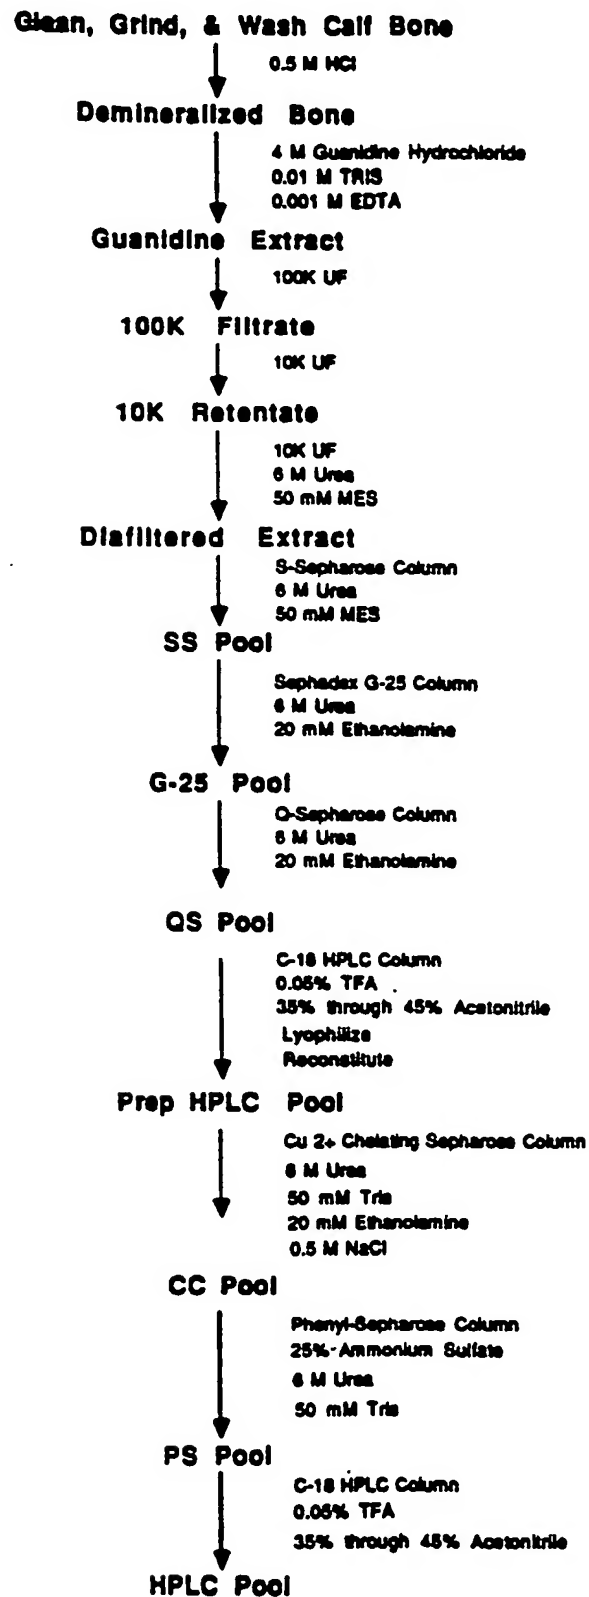 Clean, Grind, & Wash Calf Bone
0.5 M HCl
Demineralized Bone
4 M Guanidine Hydrochloride
0.01 M TRIS
0.001 M EDTA
Guanidine Extract
100K UF
100K Filtrate
10K UF
10K Retentate
10K UF
6 M Urea
50 mM MES
Diafiltered Extract
S-Sepharose Column
6 M Urea
50 mM MES
SS Pool
Sephadex G-25 Column
6 M Urea
20 mM Ethanolamine
G-25 Pool
Q-Sepharose Column
6 M Urea
20 mM Ethanolamine
QS Pool
C-18 HPLC Column
0.05% TFA
35% through 45% Acetonitrile
Lyophilize
Reconstitute
Prep HPLC Pool
Cu 2+ Chelating Sepharose Column
6 M Urea
50 mM Tris
20 mM Ethanolamine
0.5 M NaCl
CC Pool
Phenyl-Sepharose Column
25% Ammonium Sulfate
6 M Urea
50 mM Tris
PS Pool
C-18 HPLC Column
0.05% TFA
35% through 45% Acetonitrile
HPLC Pool